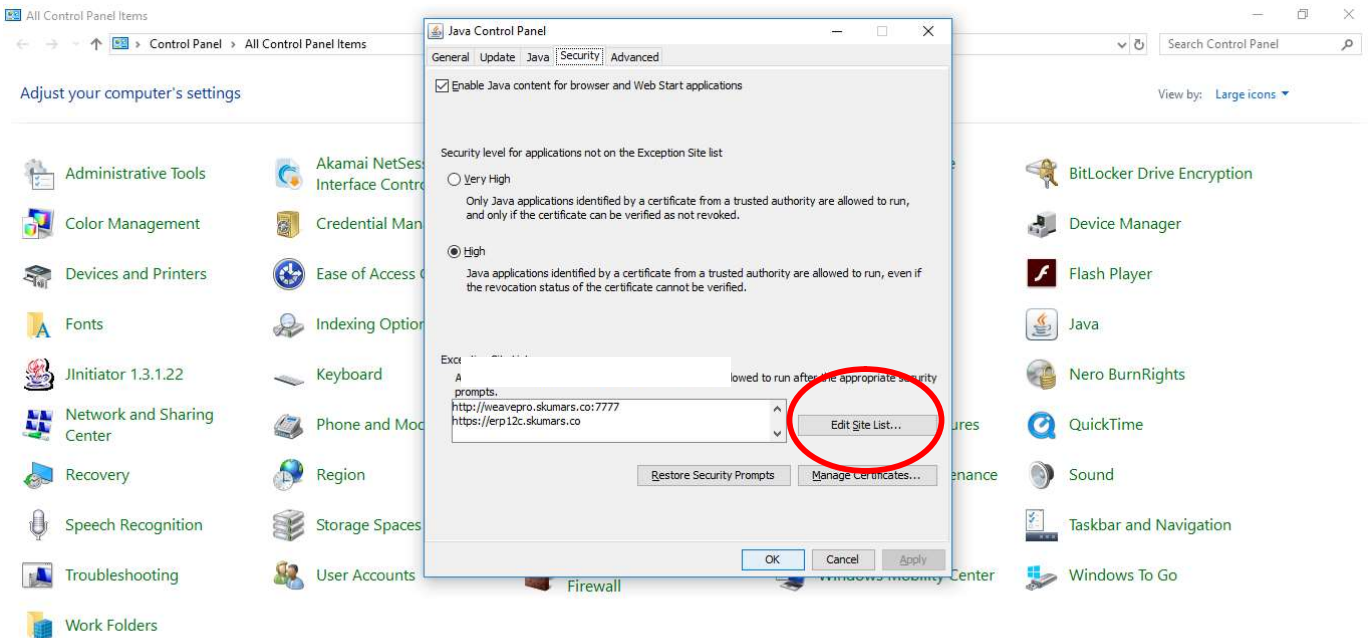 All Control Panel Items
Control Panel > All Control Panel Items
Search Control Panel
Adjust your computer's settings
View by: Large icons
Administrative Tools
Akamai
Interface
BitLocker Drive Encryption
Color Management
Credential
Device Manager
Devices and Printers
Ease of Access
Flash Player
Fonts
Indexing
Java
JInitiator 1.3.1.22
Keyboard
Nero BurnRights
Network and Sharing
Center
Phone and
QuickTime
Recovery
Region
Sound
Speech Recognition
Storage Spaces
Taskbar and Navigation
Troubleshooting
User Accounts
Firewall
Windows Mobility Center
Windows To Go
Work Folders
Java Control Panel
General Update Java Security Advanced
Enable Java content for browser and Web Start applications
Security level for applications not on the Exception Site list
Very High
Only Java applications identified by a certificate from a trusted authority are allowed to run,
and only if the certificate can be verified as not revoked.
High
Java applications identified by a certificate from a trusted authority are allowed to run, even if
the revocation status of the certificate cannot be verified.
to run after the appropriate security
prompts.
http://weavepro.skumars.co:7777
https://erp12c.skumars.co
Edit Site List...
Restore Security Prompts
Manage Certificates...
OK
Cancel
Apply